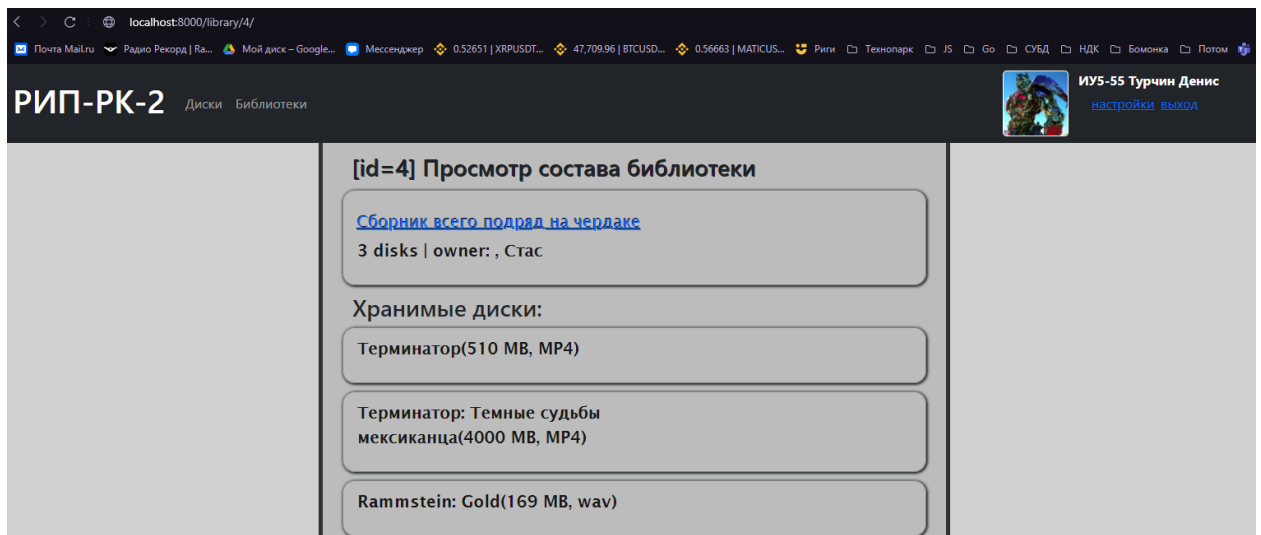 localhost:8000/library/4/
Почта Mail.ru Радио Рекорд | Ra... Мой диск – Google... Мессенджер 0.52651 | XRPUSDT... 47,709.96 | BTCUSD... 0.56663 | MATICUS... Риги Технопарк JS Go СУБД НДК Бомонка Потом
РИП-РК-2 Диски Библиотеки
ИУ5-55 Турчин Денис
настройки выход
[id=4] Просмотр состава библиотеки
Сборник всего подряд на чердаке
3 disks | owner: , Стас
Хранимые диски:
Терминатор(510 MB, MP4)
Терминатор: Темные судьбы
мексиканца(4000 MB, MP4)
Rammstein: Gold(169 MB, wav)